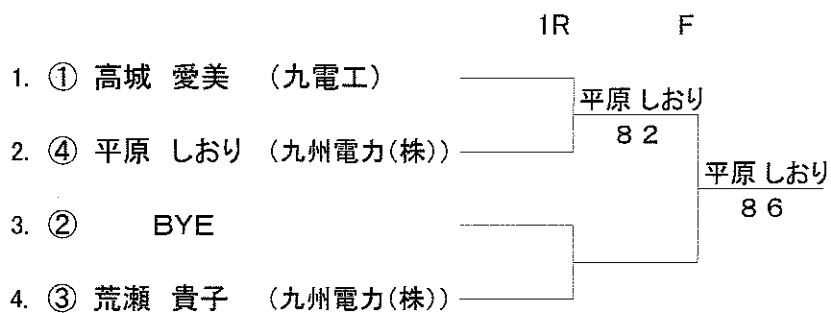 1R F
1. ① 高城 愛美 (九電工)
平原 しおり
8 2
2. ④ 平原 しおり (九州電力(株))
平原 しおり
8 6
3. ② BYE
4. ③ 荒瀬 貴子 (九州電力(株))